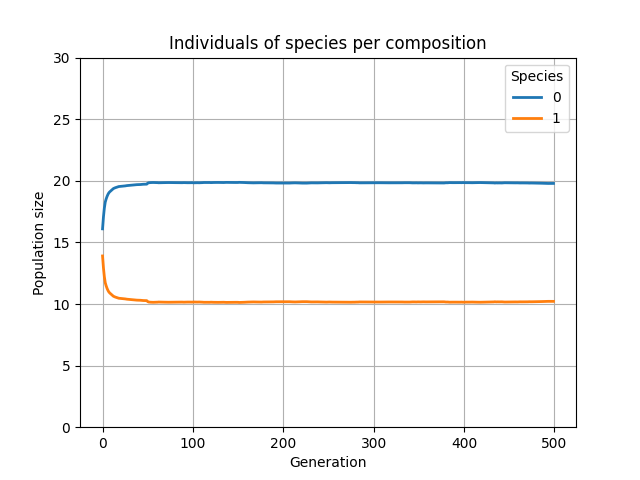 Individuals of species per composition
30
25
20
15
10
5
0
Population size
Species
0
1
0 100 200 300 400 500
Generation